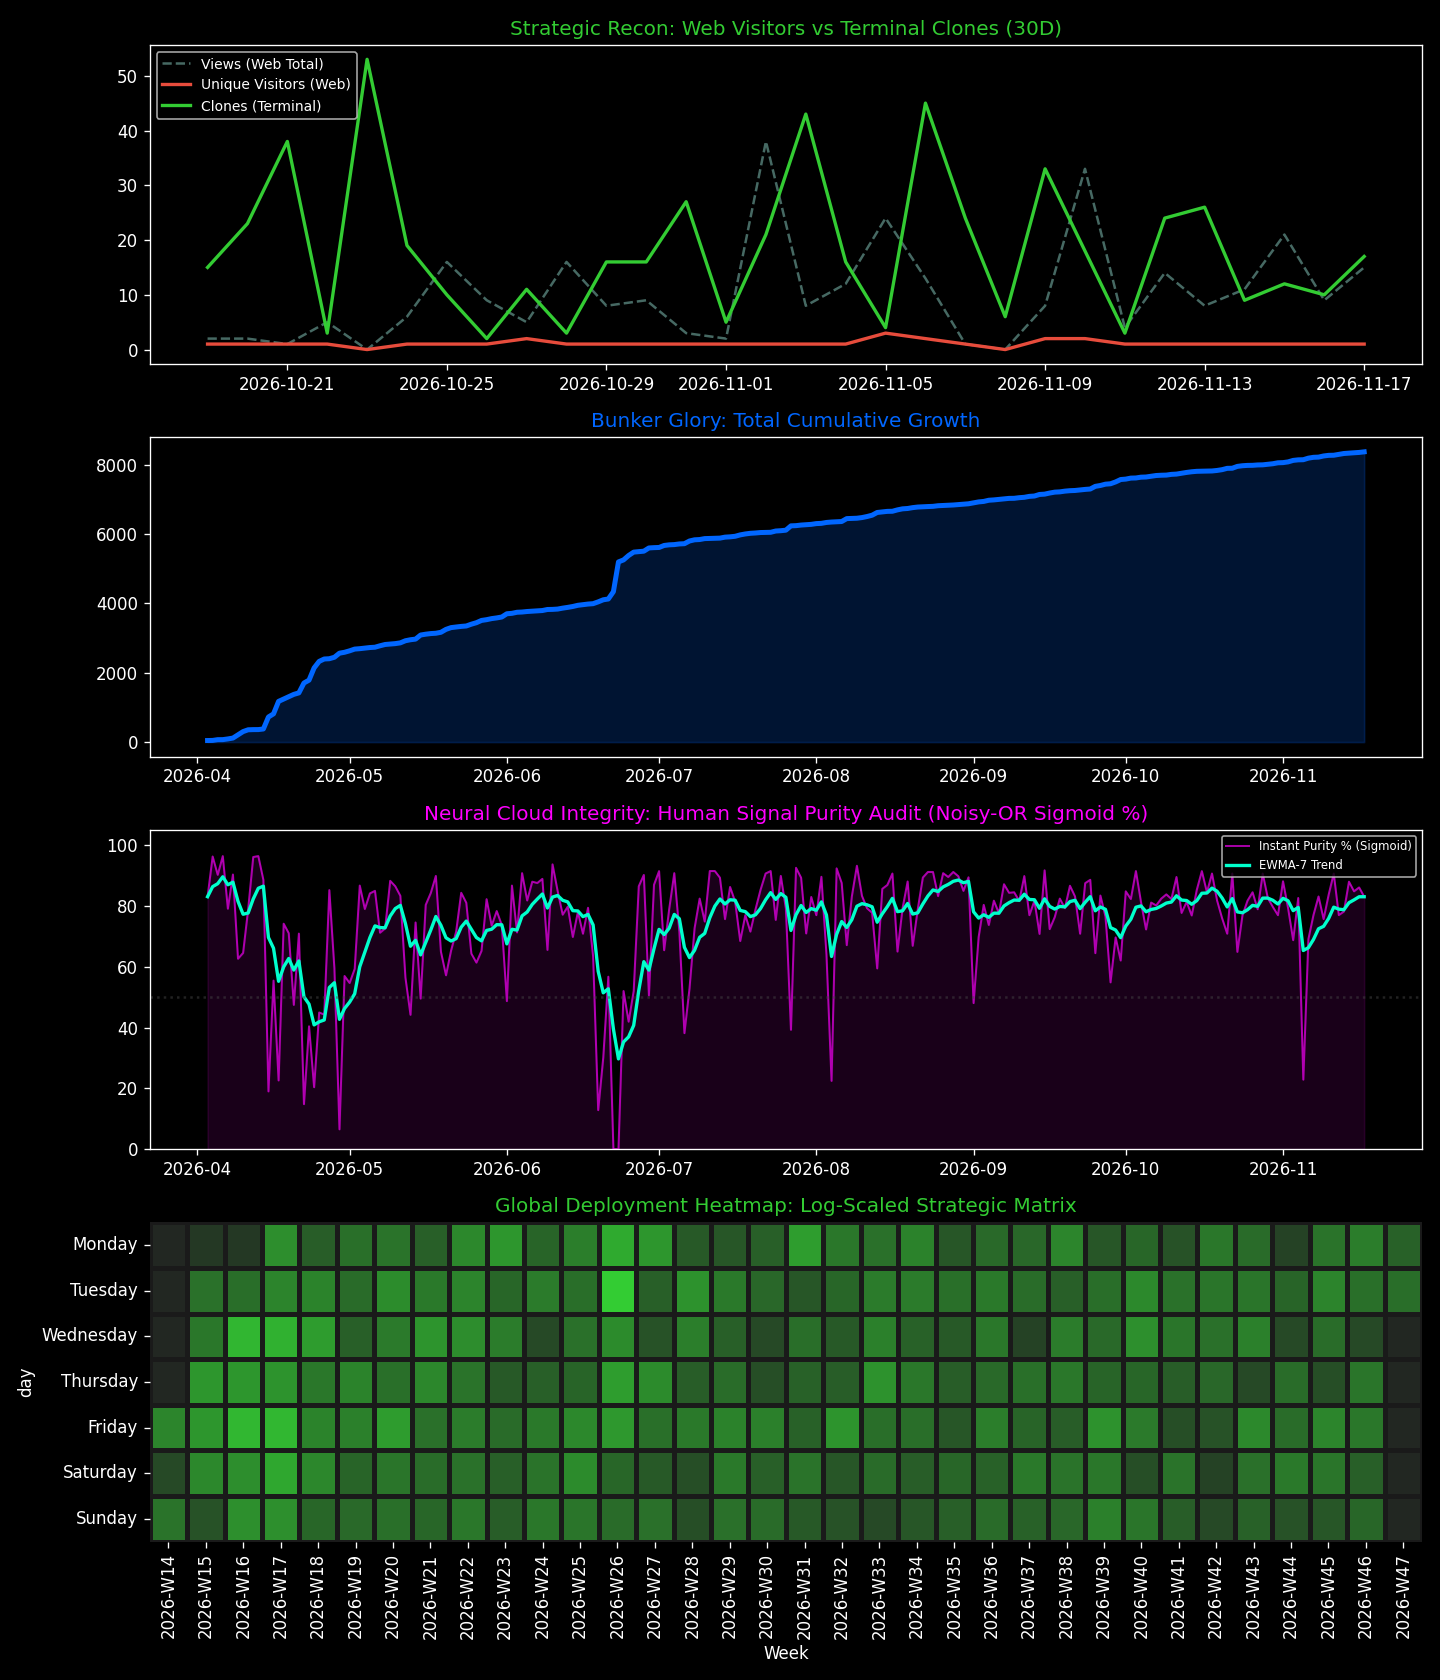 Strategic Recon: Web Visitors vs Terminal Clones (30D)
Views (Web Total)
Unique Visitors (Web)
Clones (Terminal)
50
40
30
20
10
0
2026-10-21 2026-10-25 2026-10-29 2026-11-01 2026-11-05 2026-11-09 2026-11-13 2026-11-17
Bunker Glory: Total Cumulative Growth
8000
6000
4000
2000
0
2026-04 2026-05 2026-06 2026-07 2026-08 2026-09 2026-10 2026-11
Neural Cloud Integrity: Human Signal Purity Audit (Noisy-OR Sigmoid %)
Instant Purity % (Sigmoid)
EWMA-7 Trend
100
80
60
40
20
0
2026-04 2026-05 2026-06 2026-07 2026-08 2026-09 2026-10 2026-11
Global Deployment Heatmap: Log-Scaled Strategic Matrix
day
Monday
Tuesday
Wednesday
Thursday
Friday
Saturday
Sunday
2026-W14 2026-W15 2026-W16 2026-W17 2026-W18 2026-W19 2026-W20 2026-W21 2026-W22 2026-W23 2026-W24 2026-W25 2026-W26 2026-W27 2026-W28 2026-W29 2026-W30 2026-W31 2026-W32 2026-W33 2026-W34 2026-W35 2026-W36 2026-W37 2026-W38 2026-W39 2026-W40 2026-W41 2026-W42 2026-W43 2026-W44 2026-W45 2026-W46 2026-W47
Week